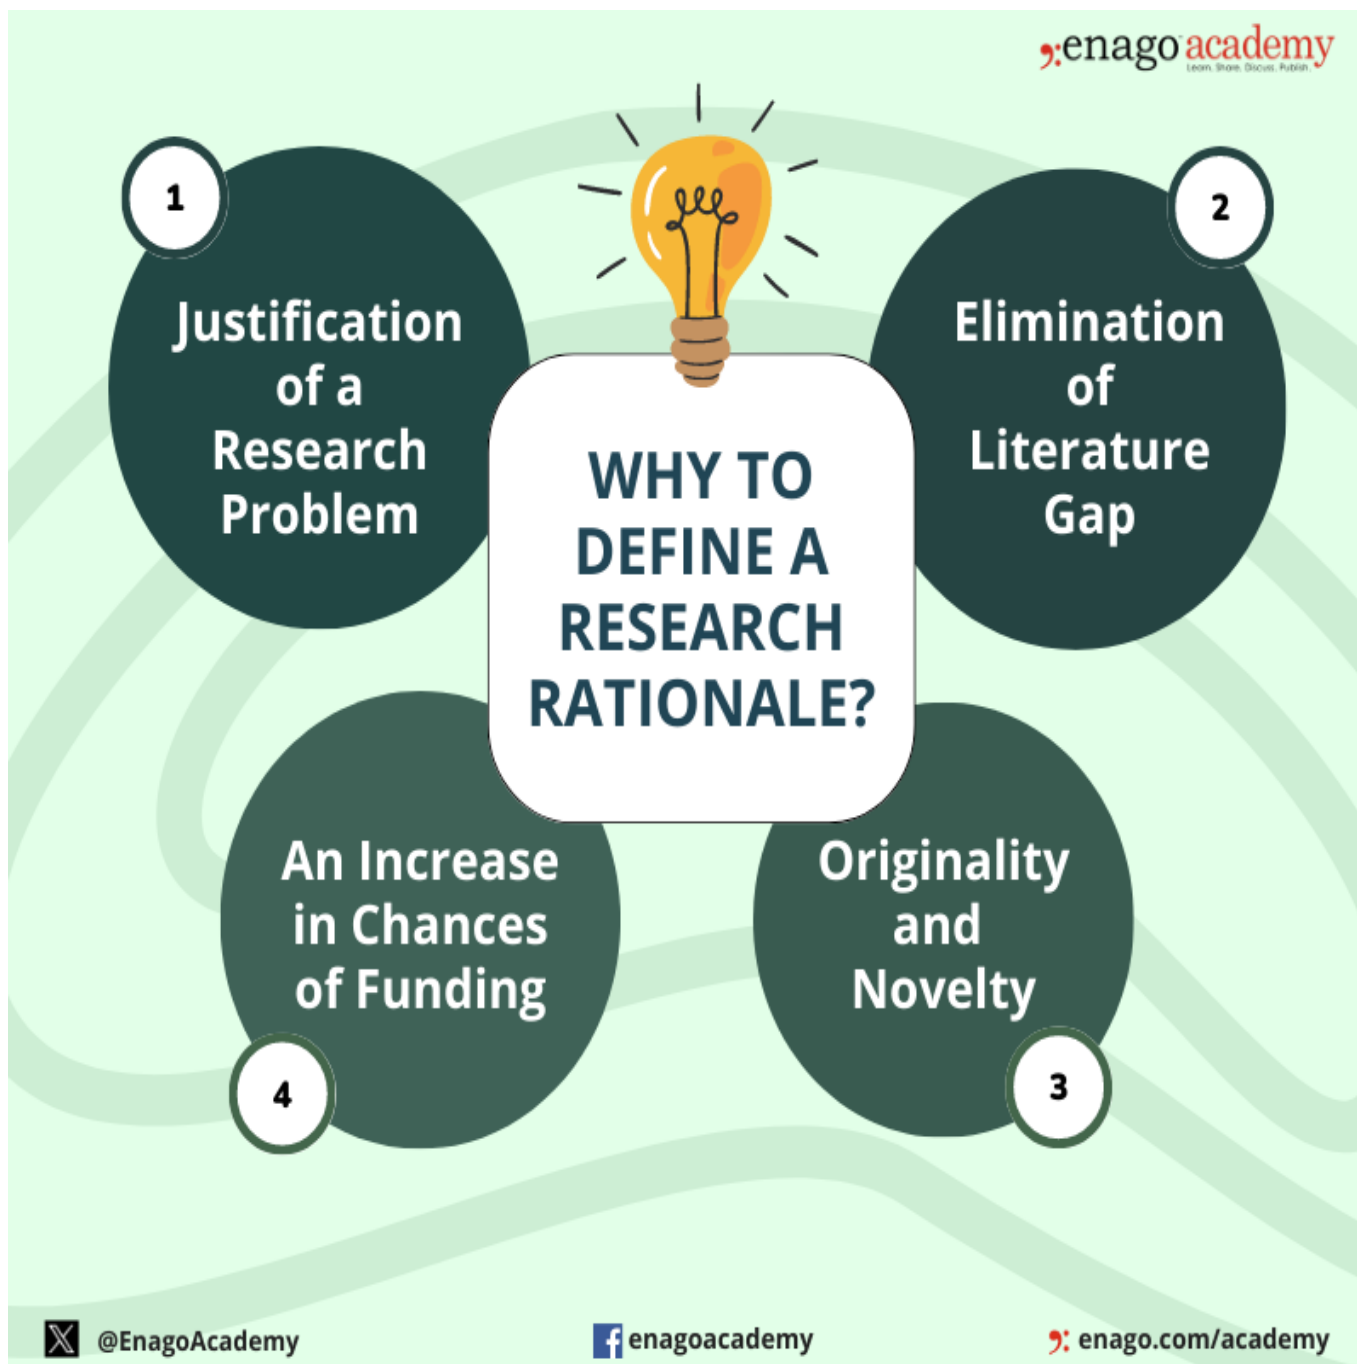 enago academy
Learn. Share. Discuss. Publish.
1
Justification
of a
Research
Problem
2
Elimination
of
Literature
Gap
WHY TO
DEFINE A
RESEARCH
RATIONALE?
An Increase
in Chances
of Funding
4
Originality
and
Novelty
3
@EnagoAcademy
enagoacademy
enago.com/academy